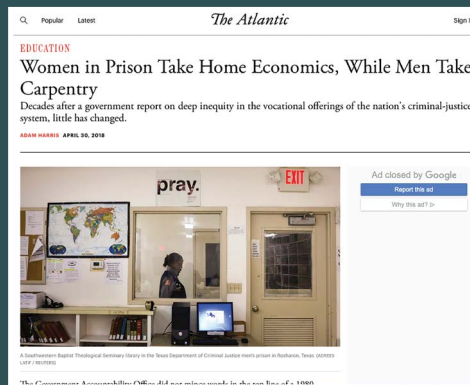 Popular Latest The Atlantic Sign
EDUCATION
Women in Prison Take Home Economics, While Men Take
Carpentry
Decades after a government report on deep inequity in the vocational offerings of the nation's criminal-justice
system, little has changed.
ADAM HARRIS APRIL 30, 2018
Ad closed by Google
Report this ad
Why this ad?
pray.
EXIT
A Southwestern Baptist Theological Seminary library in the Texas Department of Criminal Justice men's prison in Rosharon, Texas
The Government Accountability Office did not mince words in the top line of a 1980